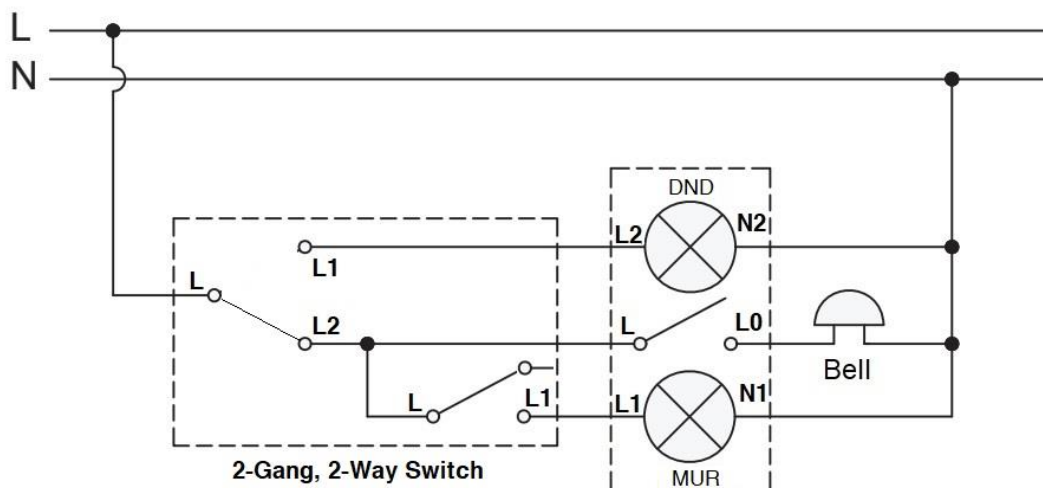 L
N
DND
L2
N2
L1
L
L2
L
L0
Bell
L
L1
L1
N1
2-Gang, 2-Way Switch
MUR